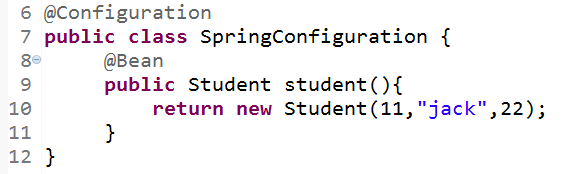 6 @Configuration
7 public class SpringConfiguration {
8 @Bean
9 public Student student(){
10 return new Student(11,"jack",22);
11 }
12 }